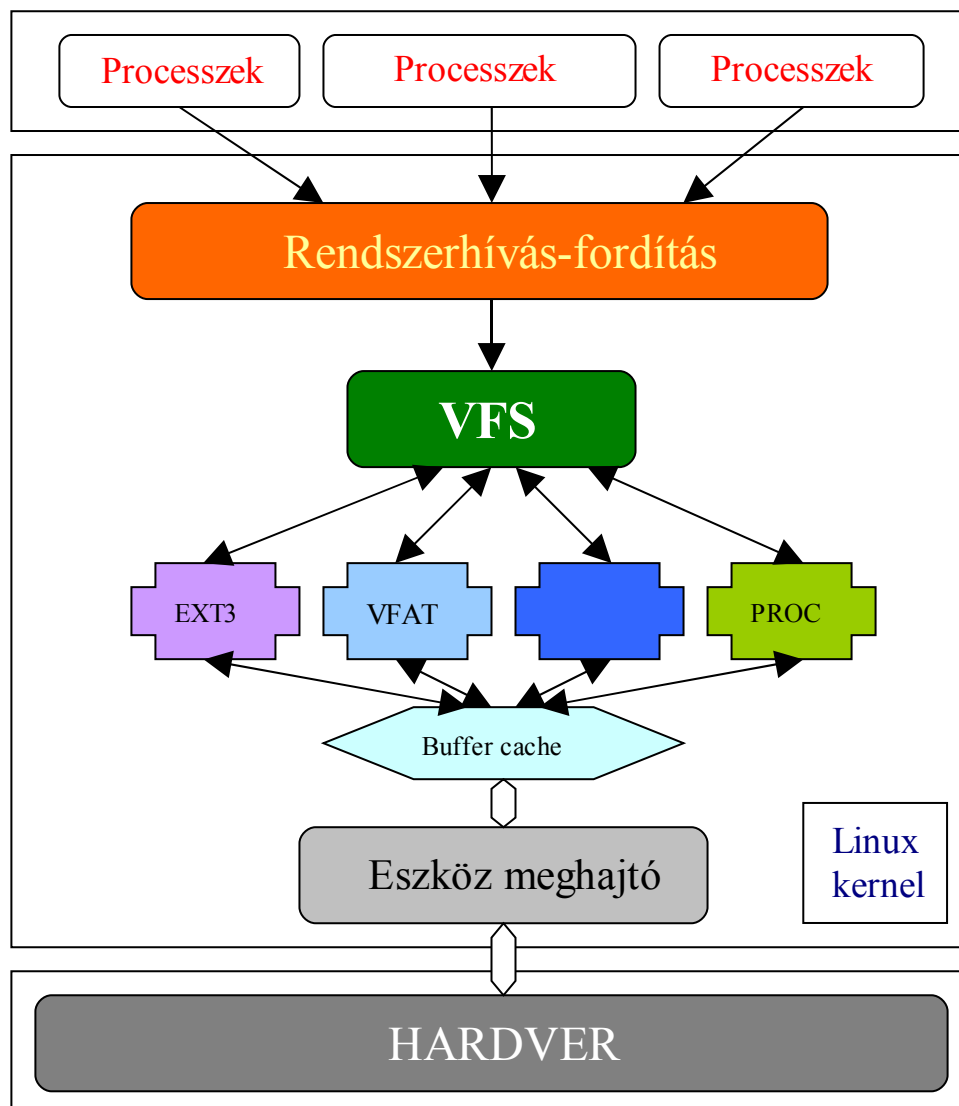 Processzek
Processzek
Processzek
Rendszerhívás-fordítás
VFS
EXT3
VFAT
PROC
Buffer cache
Eszköz meghajtó
Linux
kernel
HARDVER